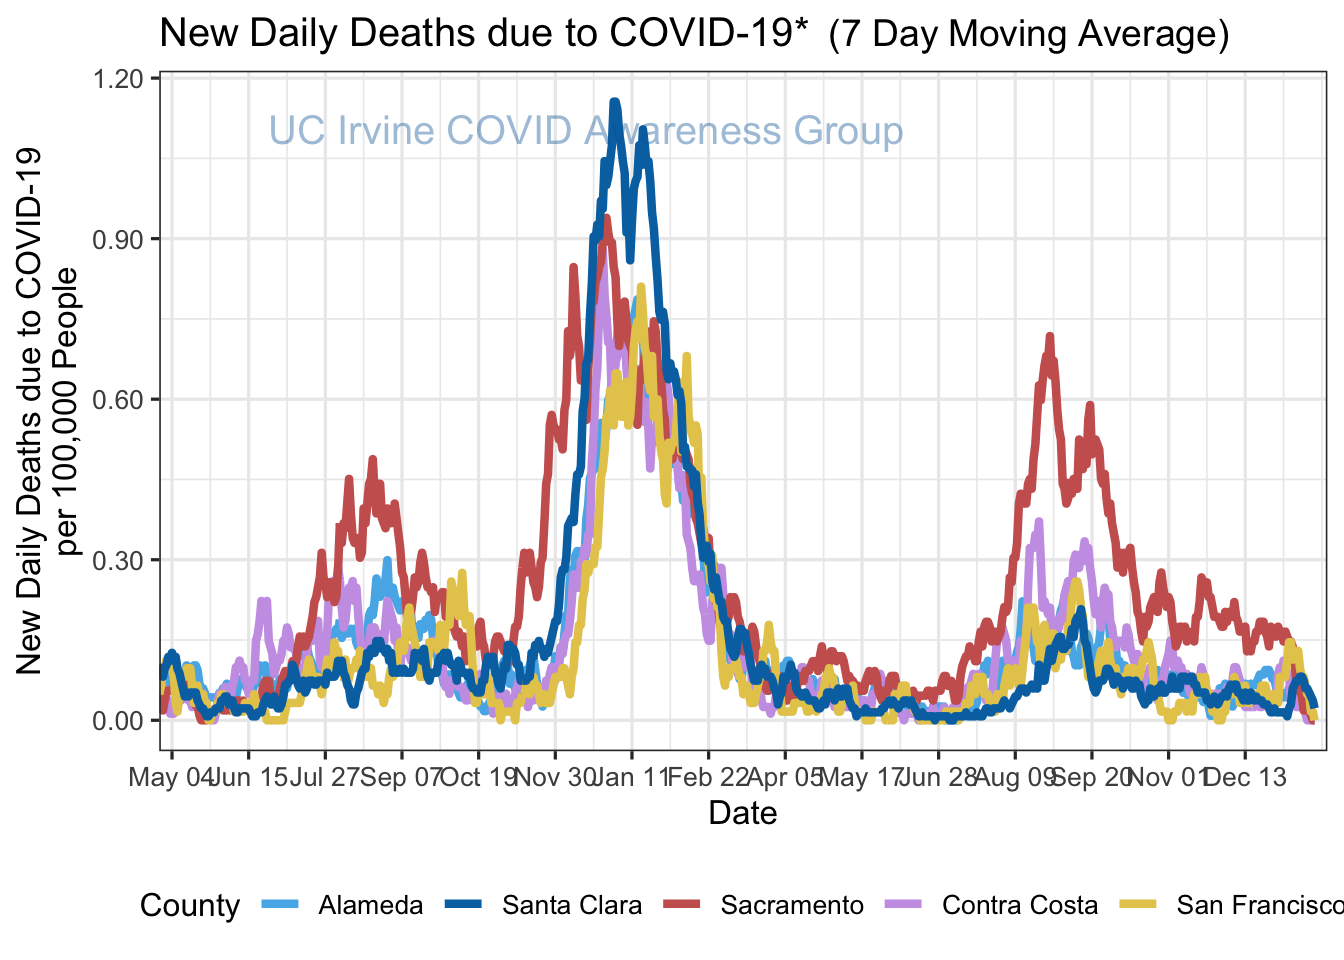 New Daily Deaths due to COVID-19* (7 Day Moving Average)
UC Irvine COVID Awareness Group
New Daily Deaths due to COVID-19
per 100,000 People
1.20
0.90
0.60
0.30
0.00
May 04 Jun 15 Jul 27 Sep 07 Oct 19 Nov 30 Jan 11 Feb 22 Apr 05 May 17 Jun 28 Aug 09 Sep 20 Nov 01 Dec 13
Date
County Alameda Santa Clara Sacramento Contra Costa San Francisco